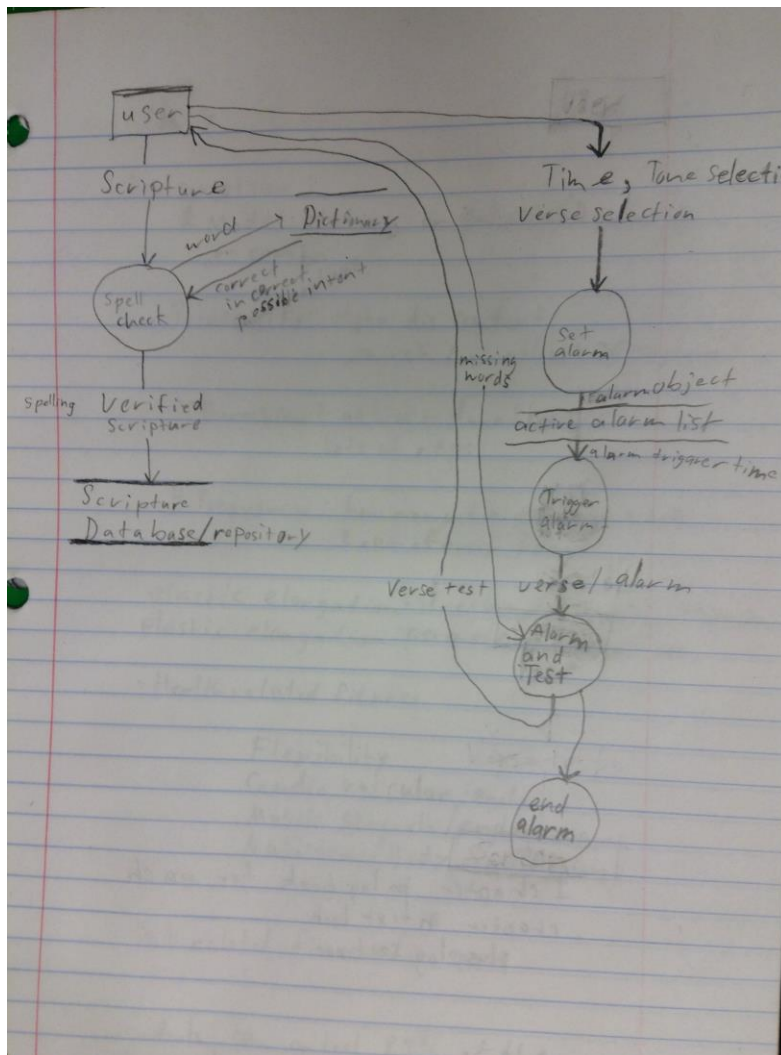 user
Scripture
word
Dictionary
correct
incorrect
possible intent
Spell
check
Spelling Verified
Scripture
Scripture
Database/repository
Time, Tone Selecti
Verse selection
Set
alarm
alarm object
active alarm list
alarm trigger time
Trigger
alarm
missing
words
Verse test
verse/alarm
Alarm
and
Test
end
alarm